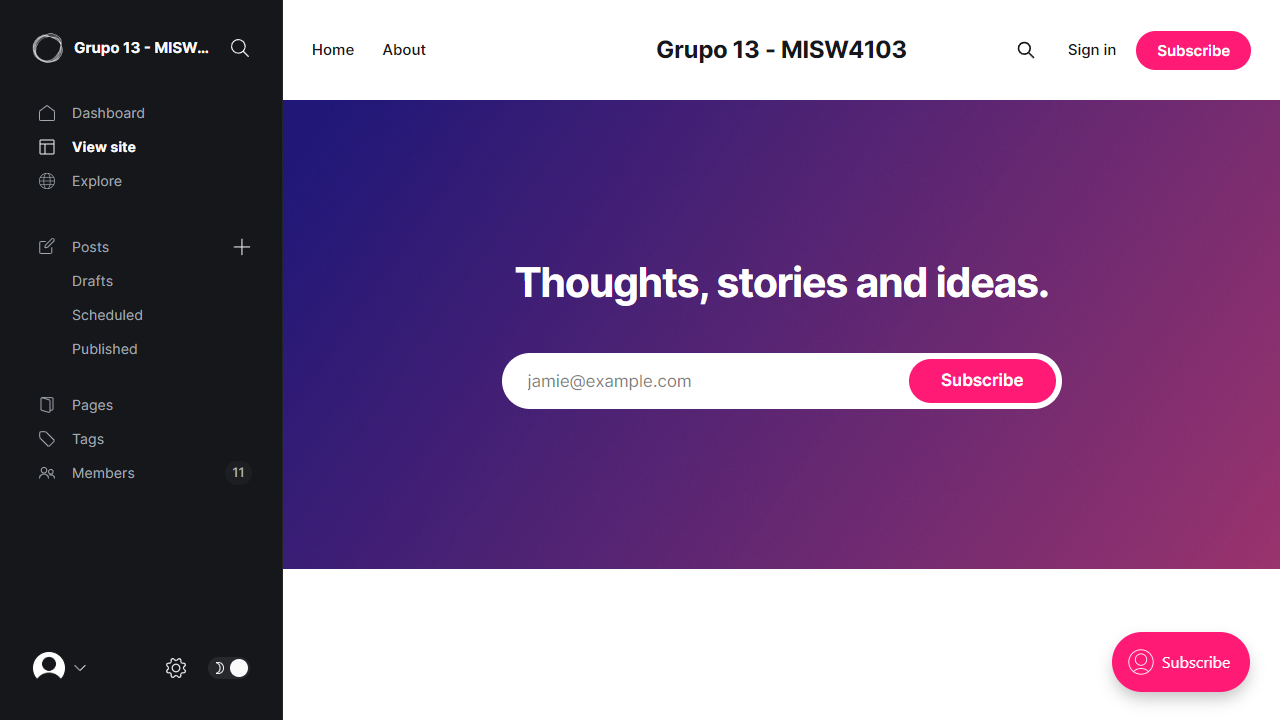 Grupo 13 - MISW...
Dashboard
View site
Explore
Posts
Drafts
Scheduled
Published
Pages
Tags
Members 11
Home About Grupo 13 - MISW4103 Sign in Subscribe
Thoughts, stories and ideas.
jamie@example.com Subscribe
Subscribe